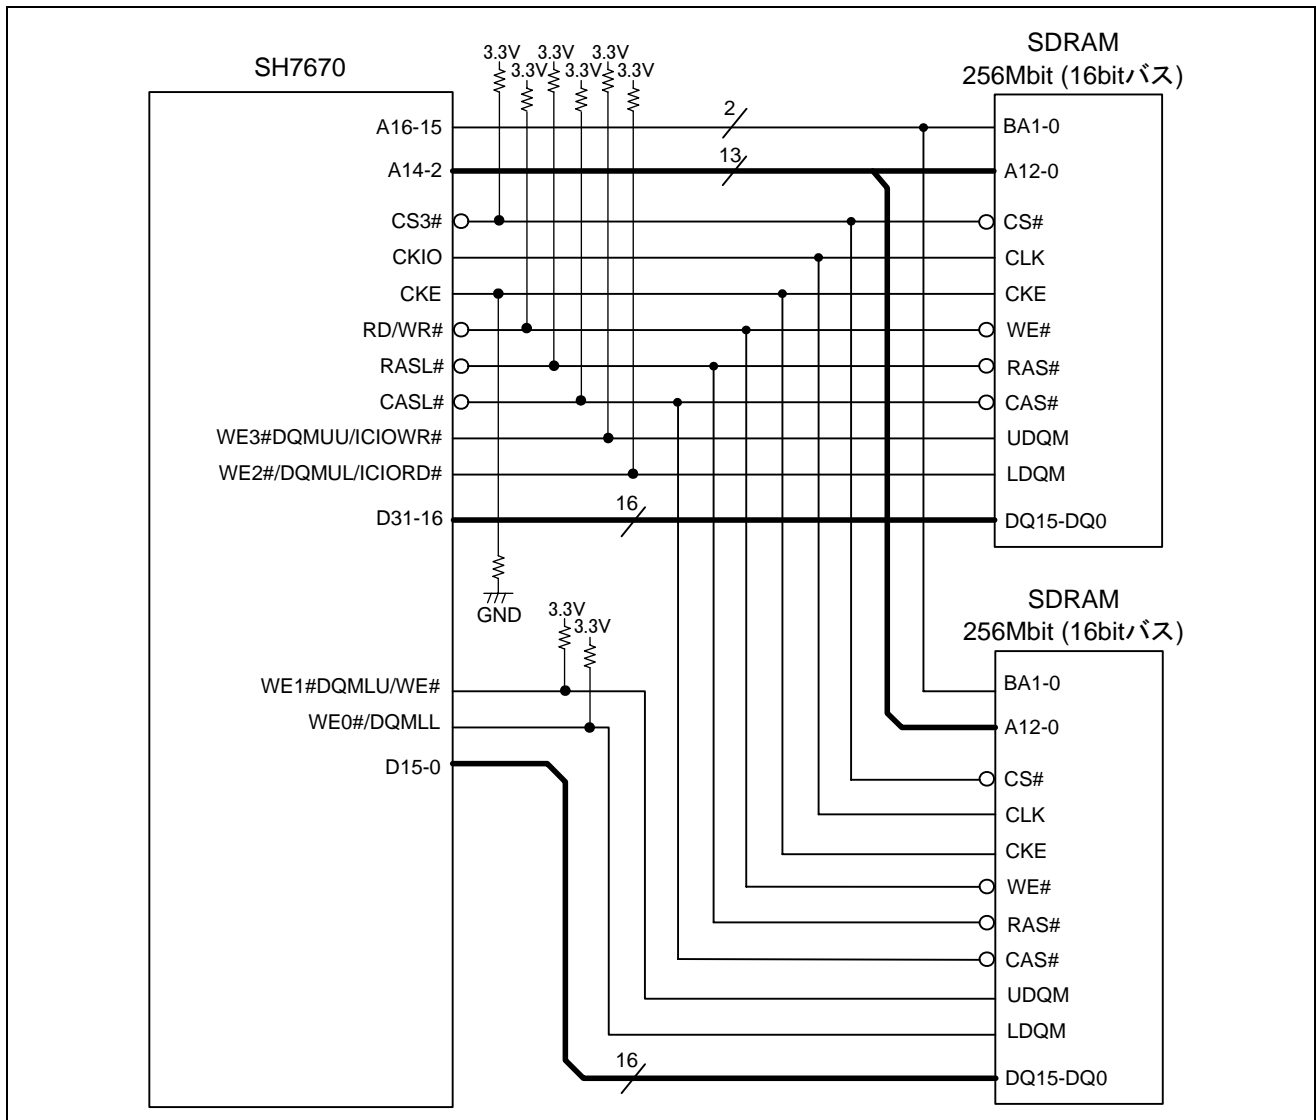 SH7670
3.3V 3.3V 3.3V
3.3V 3.3V 3.3V
SDRAM
256Mbit (16bitバス)
A16-15
2
BA1-0
A14-2
13
A12-0
CS3#
CS#
CKIO
CLK
CKE
CKE
RD/WR#
WE#
RASL#
RAS#
CASL#
CAS#
WE3#DQMUU/ICIOWR#
UDQM
WE2#/DQMUL/ICIORD#
LDQM
D31-16
16
DQ15-DQ0
GND
3.3V
3.3V
SDRAM
256Mbit (16bitバス)
WE1#DQMLU/WE#
BA1-0
WE0#/DQMLL
A12-0
D15-0
CS#
CLK
CKE
WE#
RAS#
CAS#
UDQM
LDQM
16
DQ15-DQ0